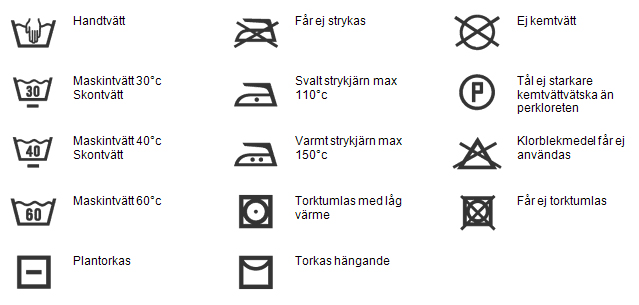 Handtvätt
Får ej strykas
Ej kemtvätt
30
Maskintvätt 30°c
Skontvätt
Svalt strykjärn max
110°c
P
Tål ej starkare
kemtvättvätska än
perkloreten
40
Maskintvätt 40°c
Skontvätt
Varmt strykjärn max
150°c
Klorblekmedel får ej
användas
60
Maskintvätt 60°c
Torktumlas med låg
värme
Får ej torktumlas
Plantorkas
Torkas hängande